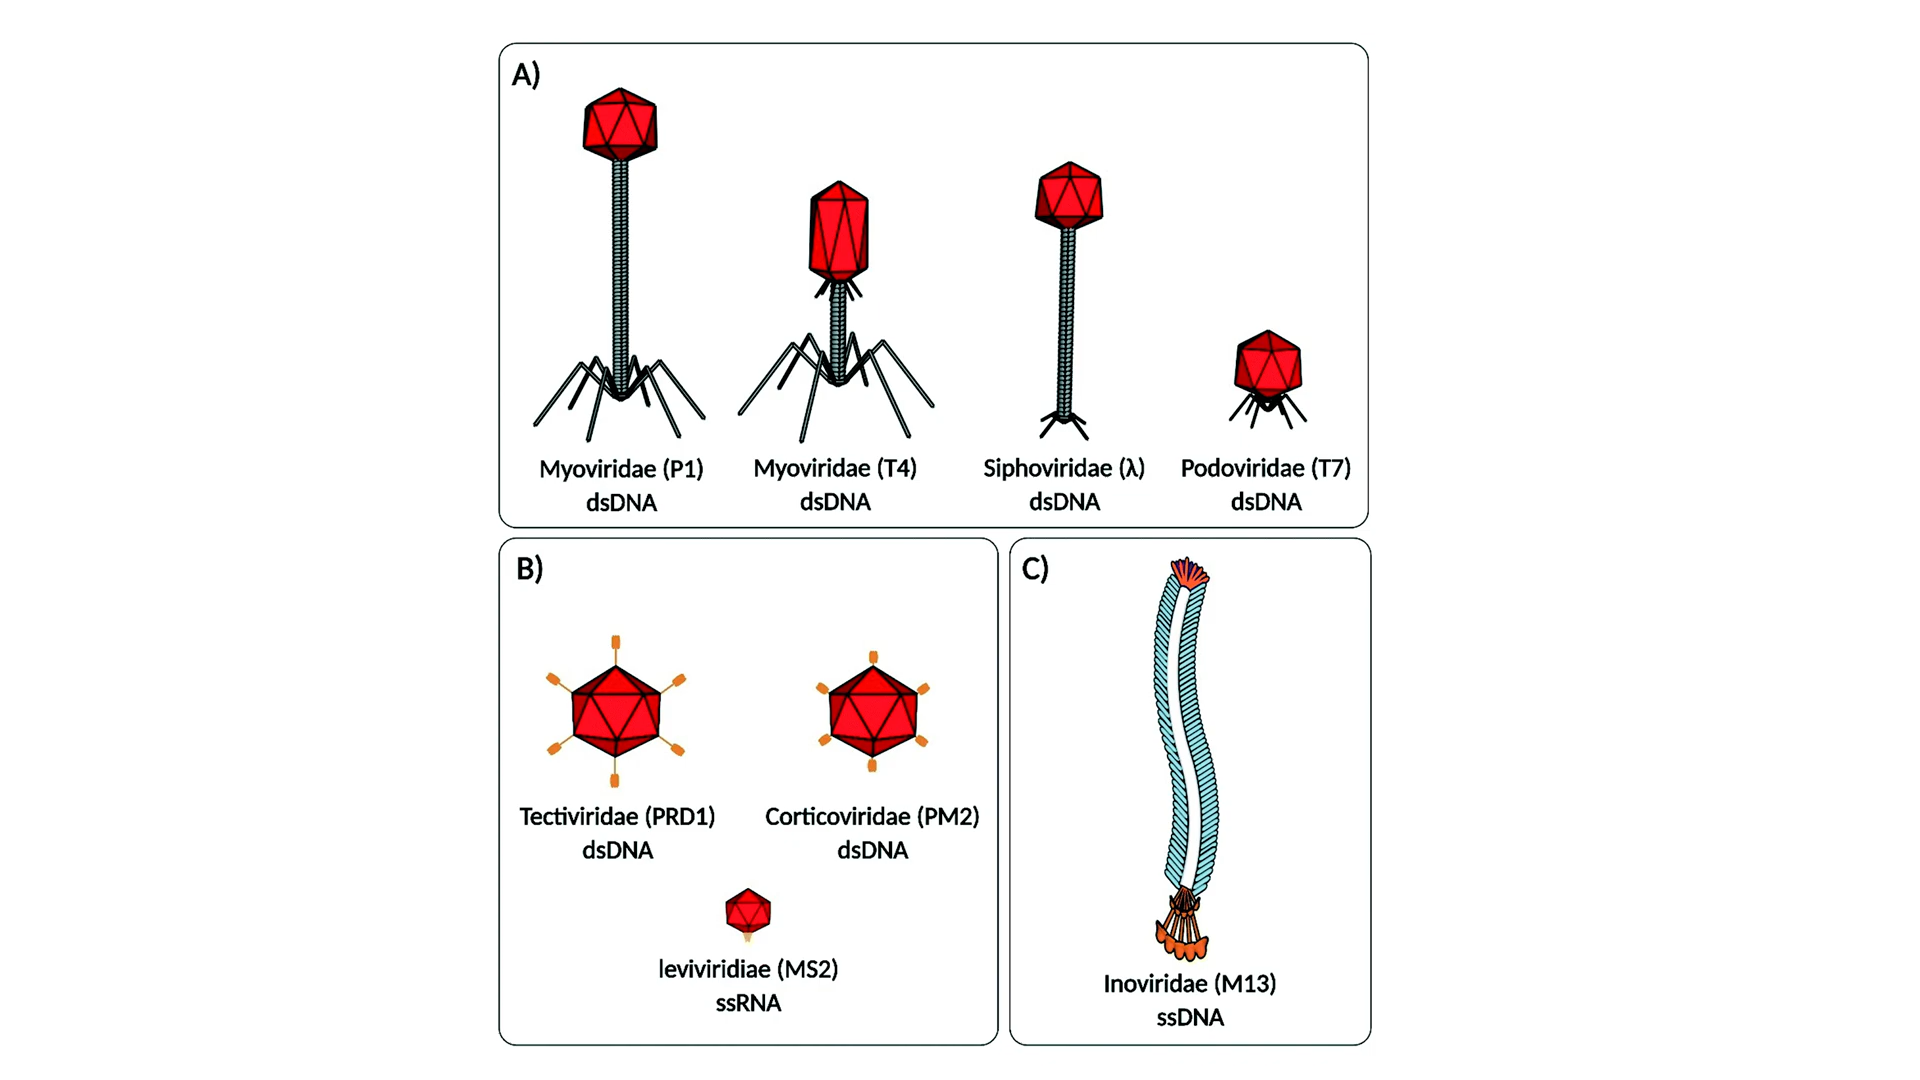 A)
Myoviridae (P1)
dsDNA
Myoviridae (T4)
dsDNA
Siphoviridae (λ)
dsDNA
Podoviridae (T7)
dsDNA
B)
Tectiviridae (PRD1)
dsDNA
Corticoviridae (PM2)
dsDNA
leviviridiae (MS2)
ssRNA
C)
Inoviridae (M13)
ssDNA